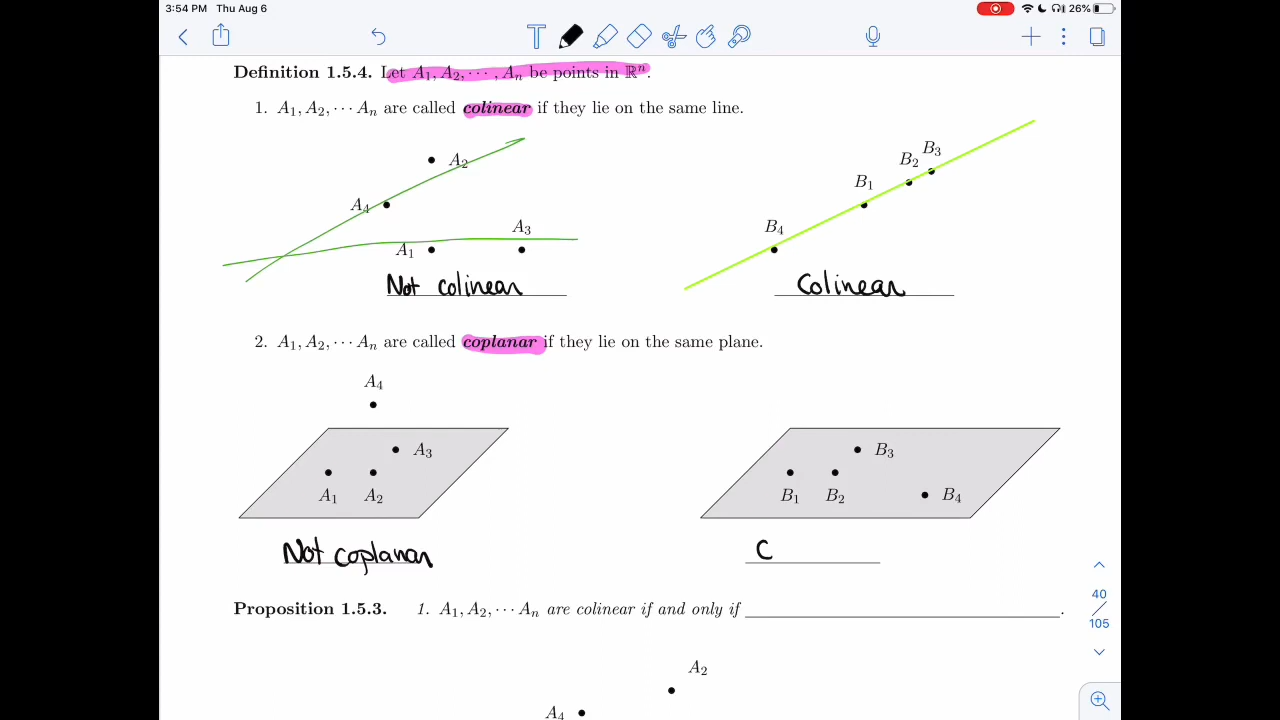 3:54 PM Thu Aug 6 26%
T
Definition 1.5.4. Let A₁, A₂, ⋯ , Aₙ be points in ℝⁿ.
1. A₁, A₂, ⋯ Aₙ are called colinear if they lie on the same line.
A₂
A₄
A₁
A₃
Not colinear
B₃
B₂
B₁
B₄
Colinear
2. A₁, A₂, ⋯ Aₙ are called coplanar if they lie on the same plane.
A₄
A₃
A₁ A₂
Not coplanar
B₃
B₁ B₂ B₄
C
40
105
Proposition 1.5.3. 1. A₁, A₂, ⋯ Aₙ are colinear if and only if .
A₂
A₄